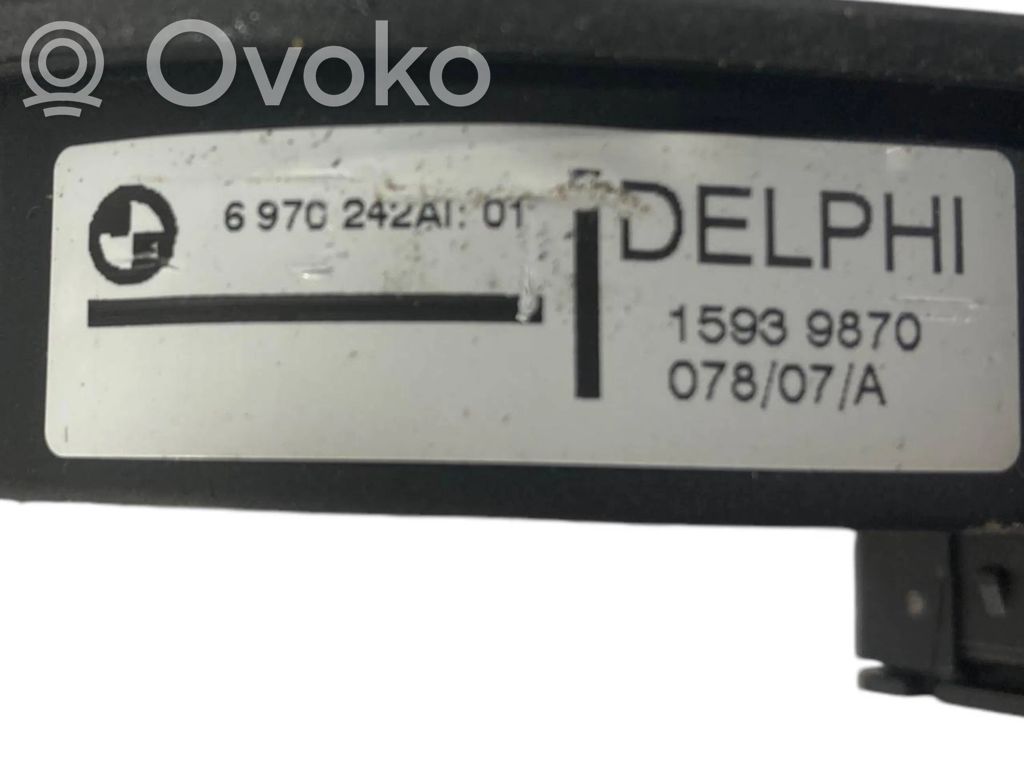 Ovoko
6 970 242AI: 01
DELPHI
1593 9870
078/07/A